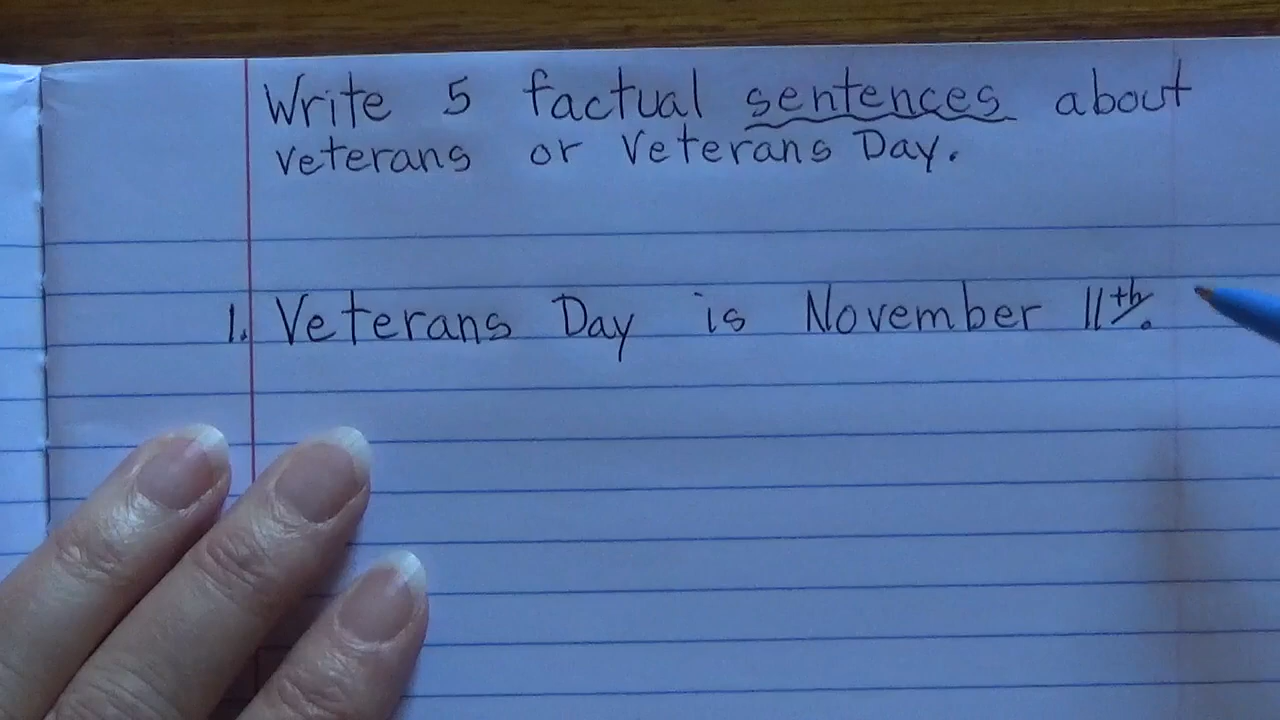 Write 5 factual sentences about
veterans or Veterans Day.
1. Veterans Day is November 11th.